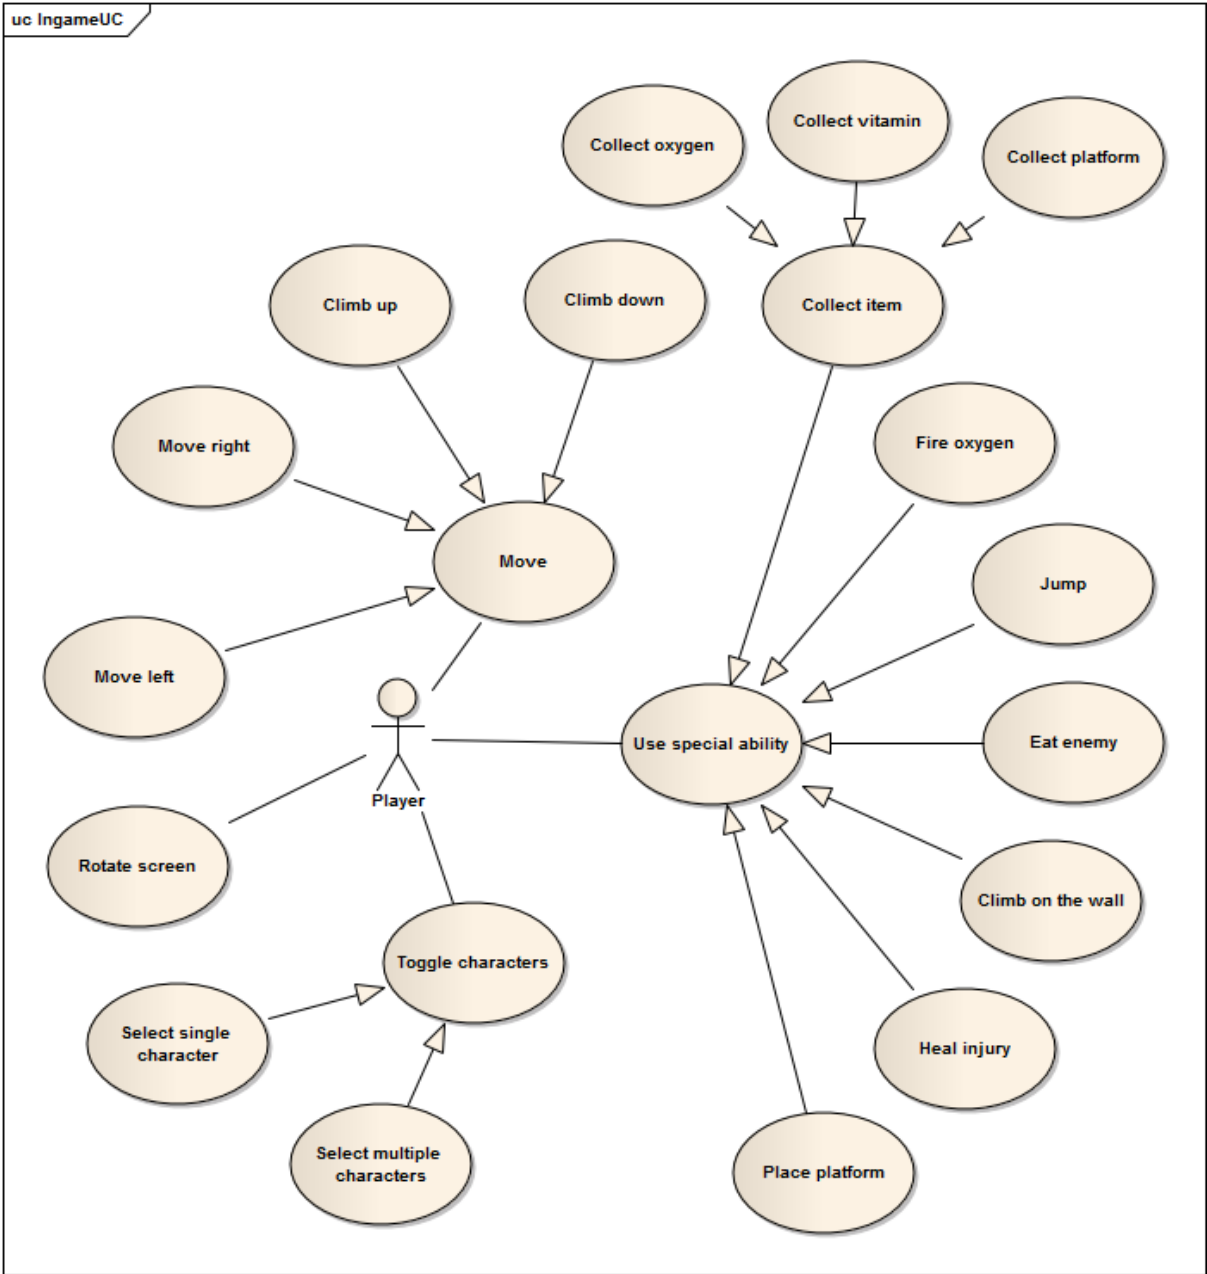 uc IngameUC
Collect oxygen
Collect vitamin
Collect platform
Climb up
Climb down
Collect item
Move right
Fire oxygen
Move
Jump
Move left
Use special ability
Eat enemy
Player
Rotate screen
Climb on the wall
Toggle characters
Select single
character
Heal injury
Select multiple
characters
Place platform